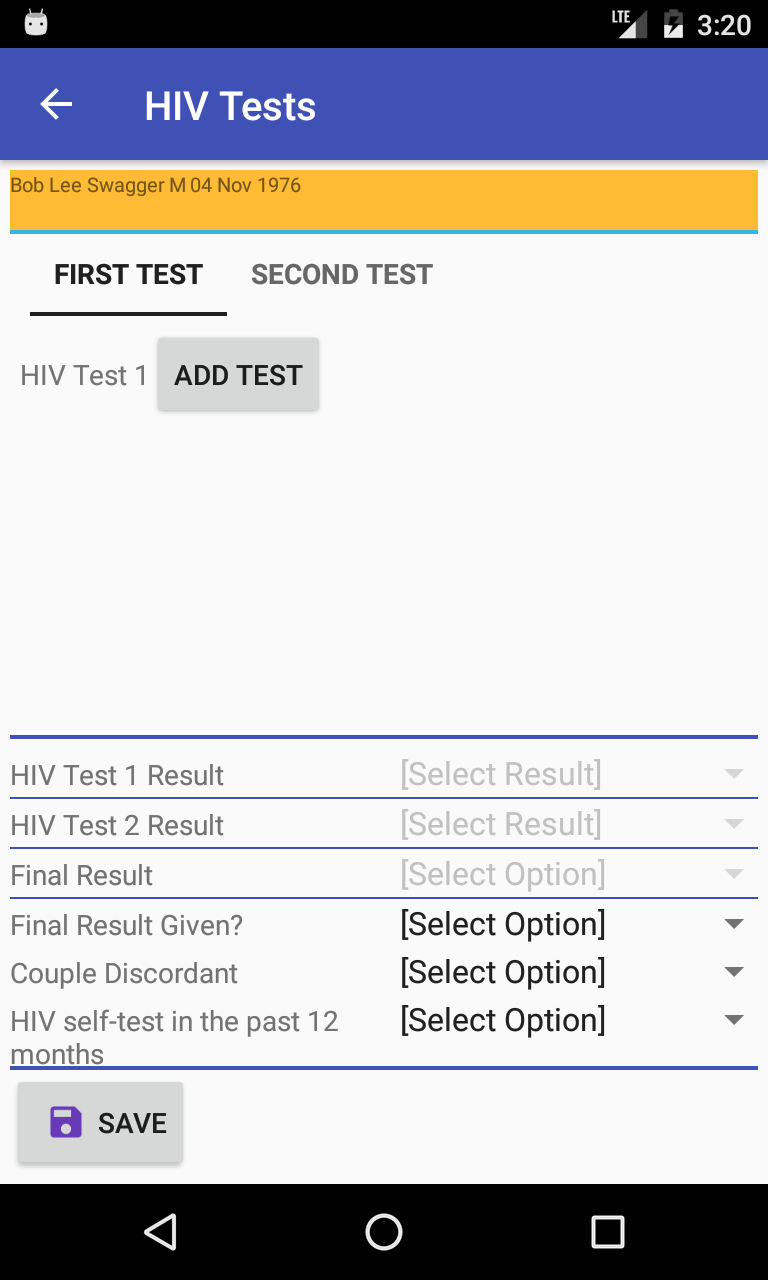 LTE 3:20
HIV Tests
Bob Lee Swagger M 04 Nov 1976
FIRST TEST SECOND TEST
HIV Test 1 ADD TEST
HIV Test 1 Result [Select Result]
HIV Test 2 Result [Select Result]
Final Result [Select Option]
Final Result Given? [Select Option]
Couple Discordant [Select Option]
HIV self-test in the past 12 [Select Option]
months
SAVE